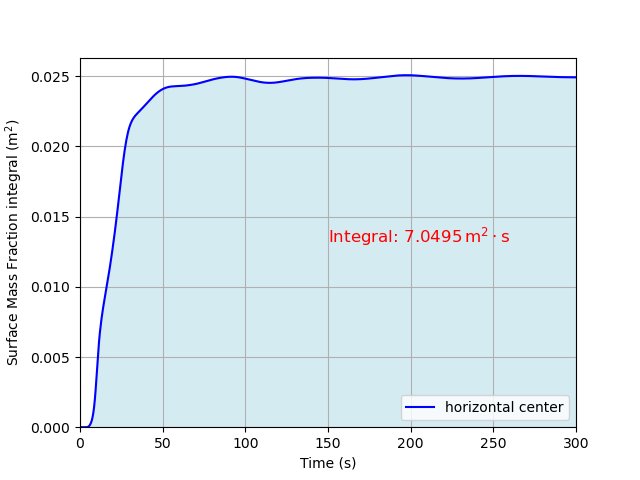 0.025
0.020
0.015
0.010
0.005
0.000
Surface Mass Fraction integral (m²)
Integral: 7.0495 m² · s
horizontal center
0 50 100 150 200 250 300
Time (s)